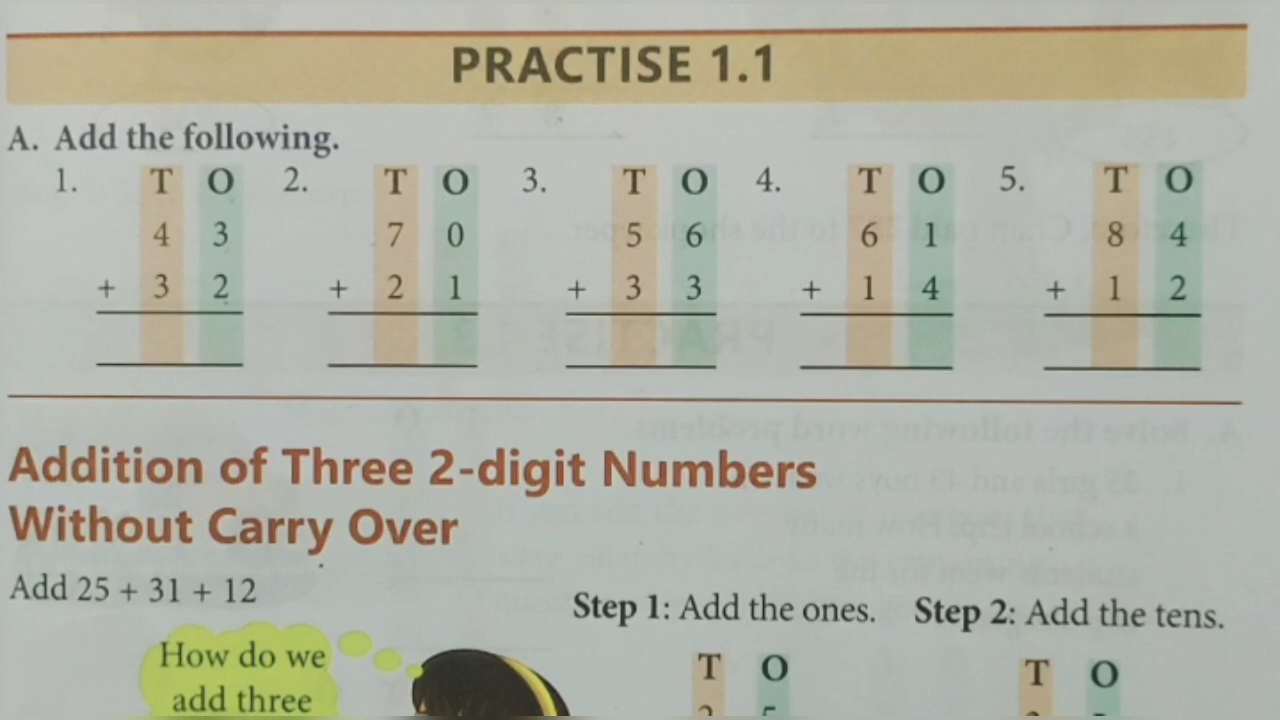 PRACTISE 1.1
A. Add the following.
1. T O 2. T O 3. T O 4. T O 5. T O
4 3 7 0 5 6 6 1 8 4
+ 3 2 + 2 1 + 3 3 + 1 4 + 1 2
Addition of Three 2-digit Numbers
Without Carry Over
Add 25 + 31 + 12
Step 1: Add the ones. Step 2: Add the tens.
How do we
add three
T O T O